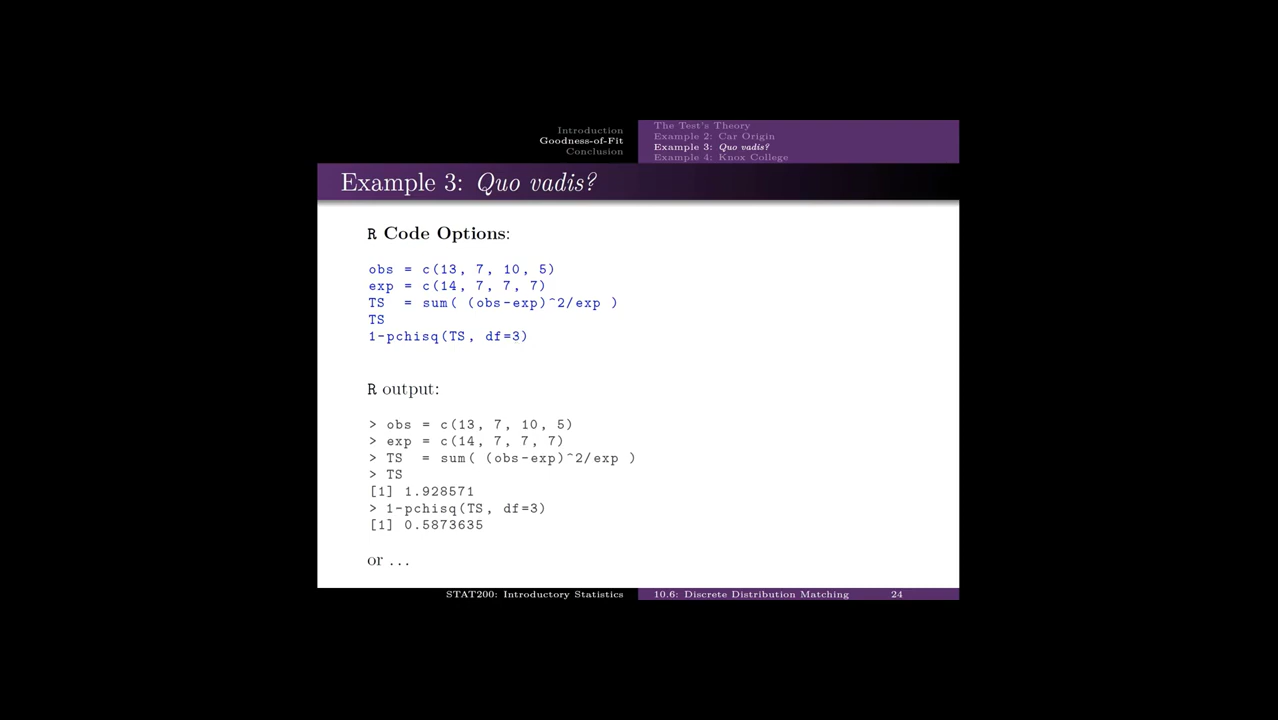 Introduction
Goodness-of-Fit
Conclusion
The Test's Theory
Example 2: Car Origin
Example 3: Quo vadis?
Example 4: Knox College
Example 3: Quo vadis?
R Code Options:
obs = c(13, 7, 10, 5)
exp = c(14, 7, 7, 7)
TS  = sum( (obs-exp)^2/exp )
TS
1-pchisq(TS, df=3)
R output:
> obs = c(13, 7, 10, 5)
> exp = c(14, 7, 7, 7)
> TS  = sum( (obs-exp)^2/exp )
> TS
[1] 1.928571
> 1-pchisq(TS, df=3)
[1] 0.5873635
or ...
STAT200: Introductory Statistics
10.6: Discrete Distribution Matching 24